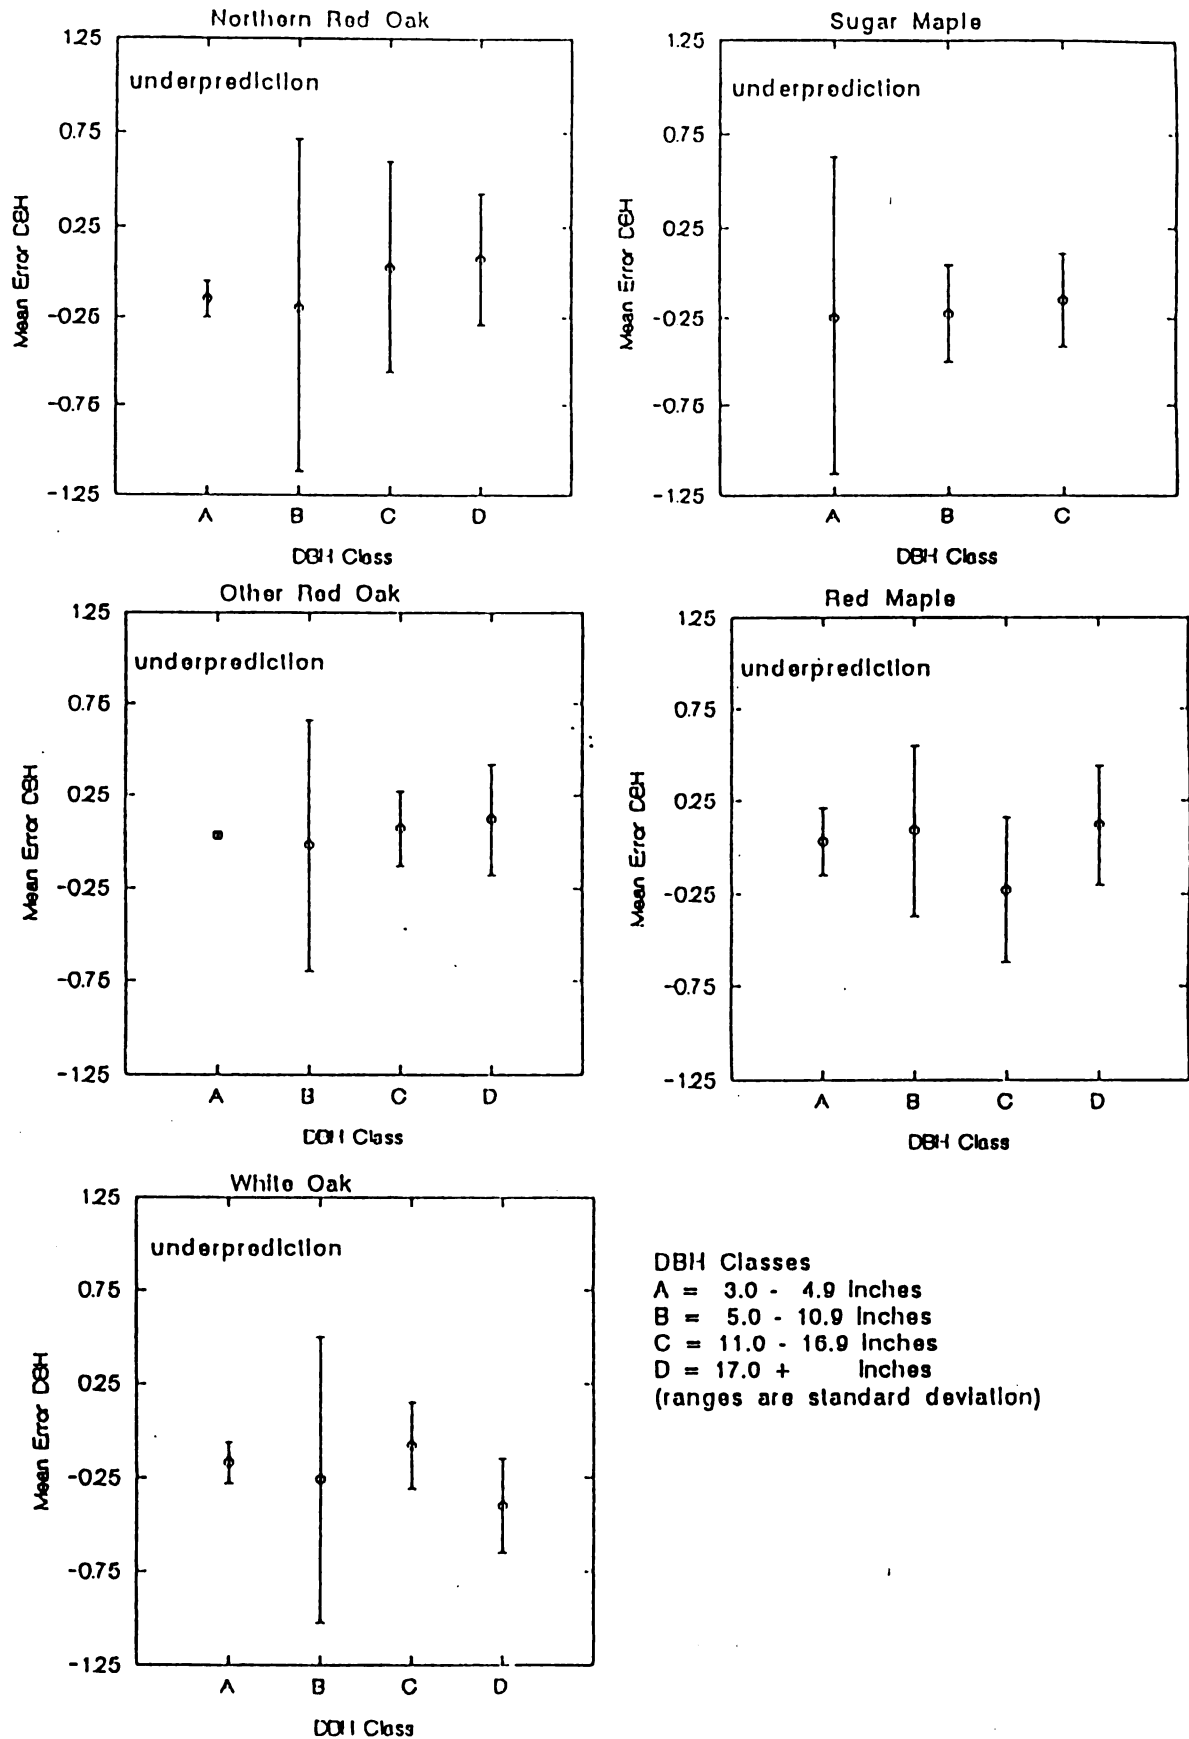 Northern Red Oak
1.25
underprediction
0.75
0.25
-0.25
-0.75
-1.25
Mean Error DBH
A B C D
DBH Class
Sugar Maple
1.25
underprediction
0.75
0.25
-0.25
-0.75
-1.25
Mean Error DBH
A B C
DBH Class
Other Red Oak
1.25
underprediction
0.75
0.25
-0.25
-0.75
-1.25
Mean Error DBH
A B C D
DBH Class
Red Maple
1.25
underprediction
0.75
0.25
-0.25
-0.75
-1.25
Mean Error DBH
A B C D
DBH Class
White Oak
1.25
underprediction
0.75
0.25
-0.25
-0.75
-1.25
Mean Error DBH
A B C D
DBH Class
DBH Classes
A = 3.0 - 4.9 Inches
B = 5.0 - 10.9 Inches
C = 11.0 - 16.9 Inches
D = 17.0 + Inches
(ranges are standard deviation)